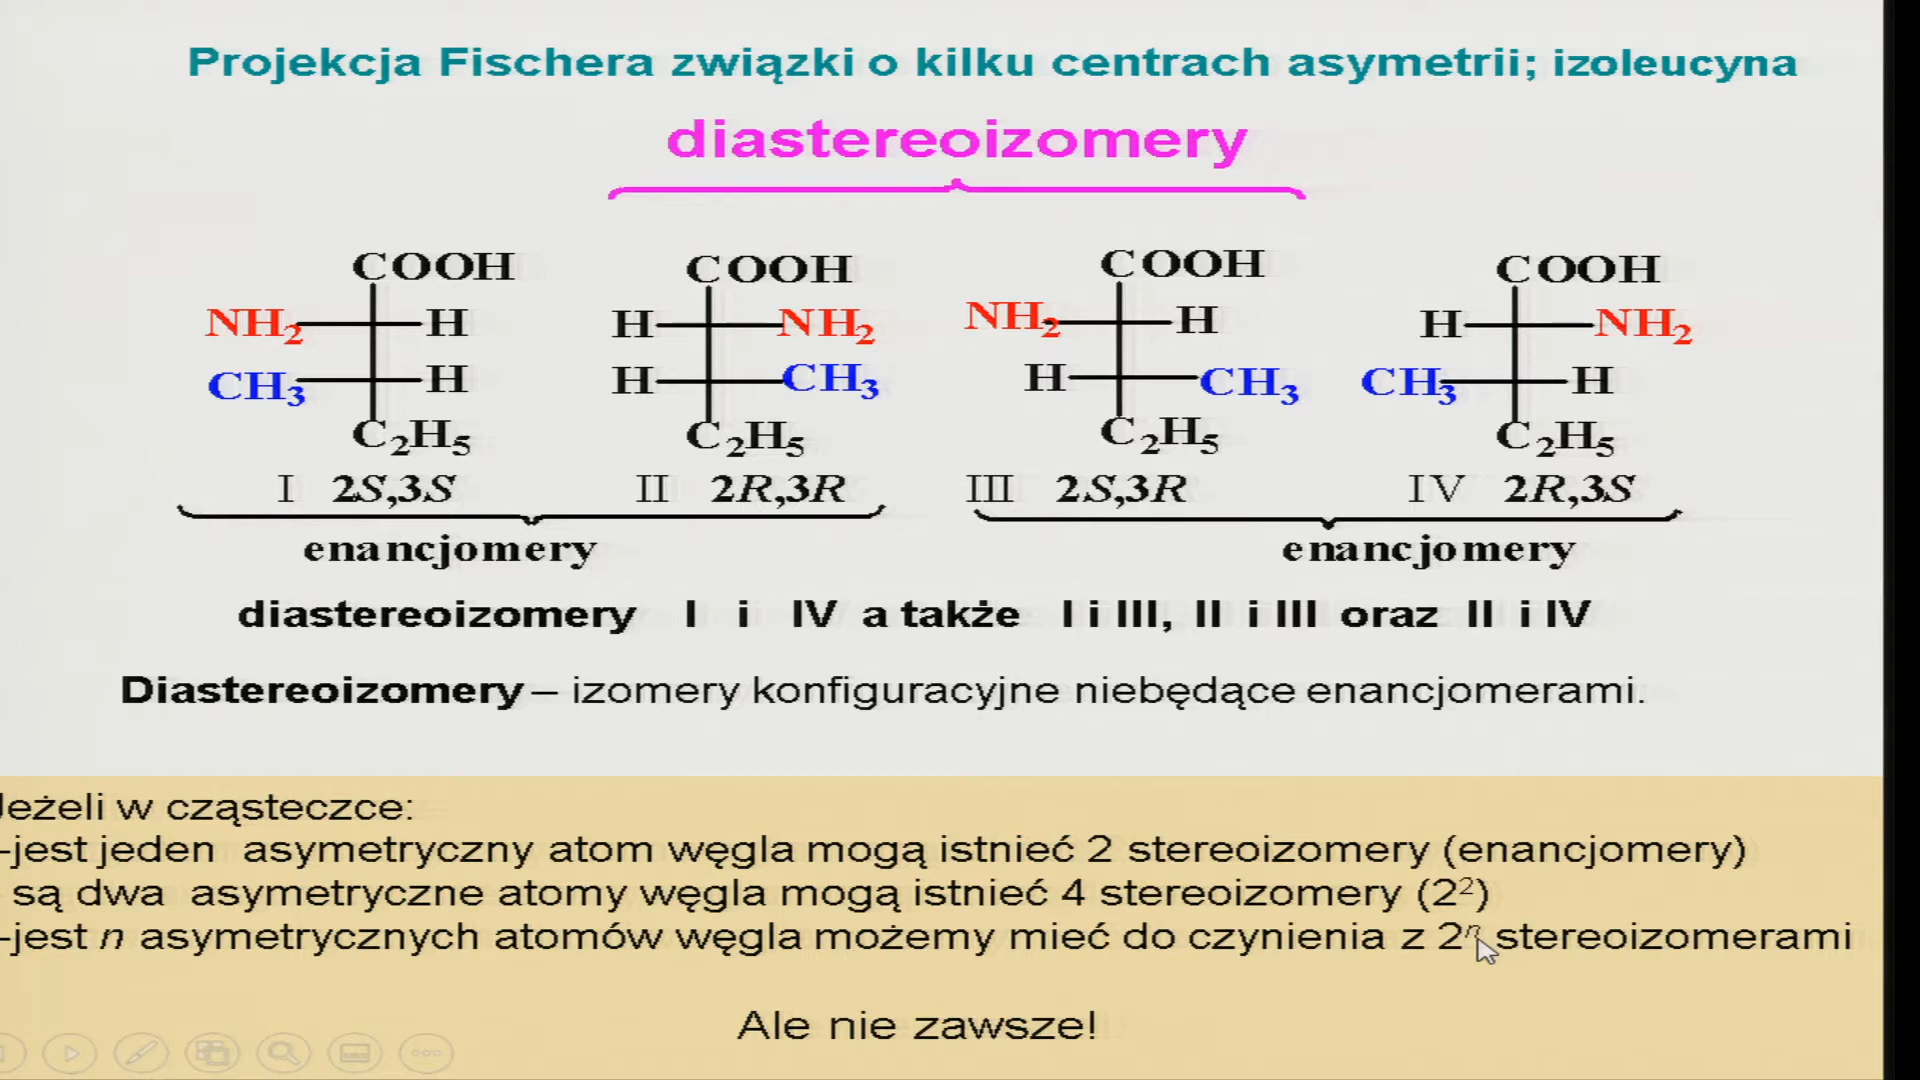 Projekcja Fischera związki o kilku centrach asymetrii; izoleucyna
diastereoizomery
COOH COOH COOH COOH
NH2 H H NH2 NH2 H H NH2
CH3 H H CH3 H CH3 CH3 H
C2H5 C2H5 C2H5 C2H5
I 2S,3S II 2R,3R III 2S,3R IV 2R,3S
enancjomery enancjomery
diastereoizomery I i IV a także I i III, II i III oraz II i IV
Diastereoizomery – izomery konfiguracyjne niebędące enancjomerami.
Jeżeli w cząsteczce:
-jest jeden asymetryczny atom węgla mogą istnieć 2 stereoizomery (enancjomery)
są dwa asymetryczne atomy węgla mogą istnieć 4 stereoizomery (2²)
-jest n asymetrycznych atomów węgla możemy mieć do czynienia z 2ⁿ stereoizomerami
Ale nie zawsze!